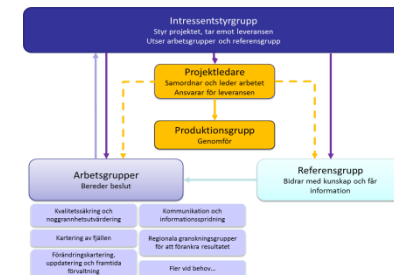 Intressentstyrgrupp
Styr projektet, tar emot leveransen
Utser arbetsgrupper och referensgrupp
Projektledare
Samordnar och leder arbetet
Ansvarar för leveransen
Produktionsgrupp
Genomför
Arbetsgrupper
Bereder beslut
Referensgrupp
Bidrar med kunskap och får
information
Kvalitetssäkring och
noggrannhetsutvärdering
Kommunikation och
informationsspridning
Kartering av fjällen
Regionala granskningsgrupper
för att förankra resultatet
Förändringskartering,
uppdatering och framtida
förvaltning
Fler vid behov...